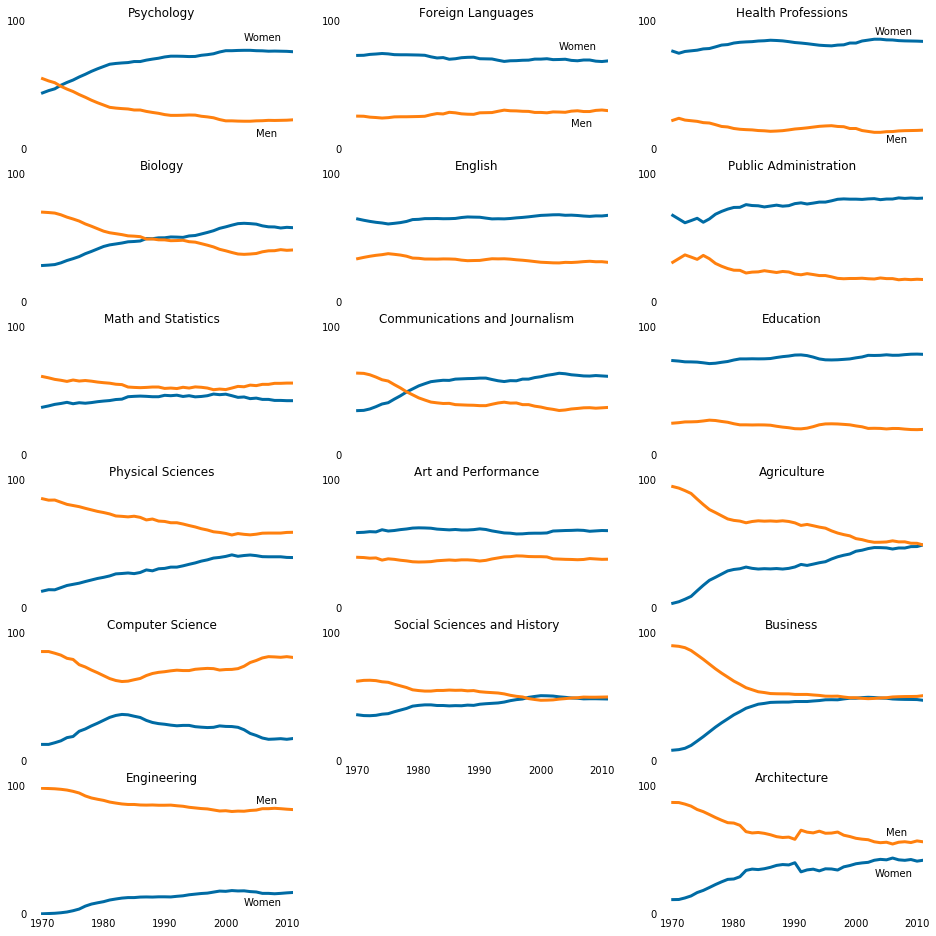 Psychology
100
Women
Men
0
Foreign Languages
100
Women
Men
0
Health Professions
100
Women
Men
0
Biology
100
0
English
100
0
Public Administration
100
0
Math and Statistics
100
0
Communications and Journalism
100
0
Education
100
0
Physical Sciences
100
0
Art and Performance
100
0
Agriculture
100
0
Computer Science
100
0
Social Sciences and History
100
0
1970 1980 1990 2000 2010
Business
100
0
Engineering
100
Men
Women
0
1970 1980 1990 2000 2010
Architecture
100
Men
Women
0
1970 1980 1990 2000 2010